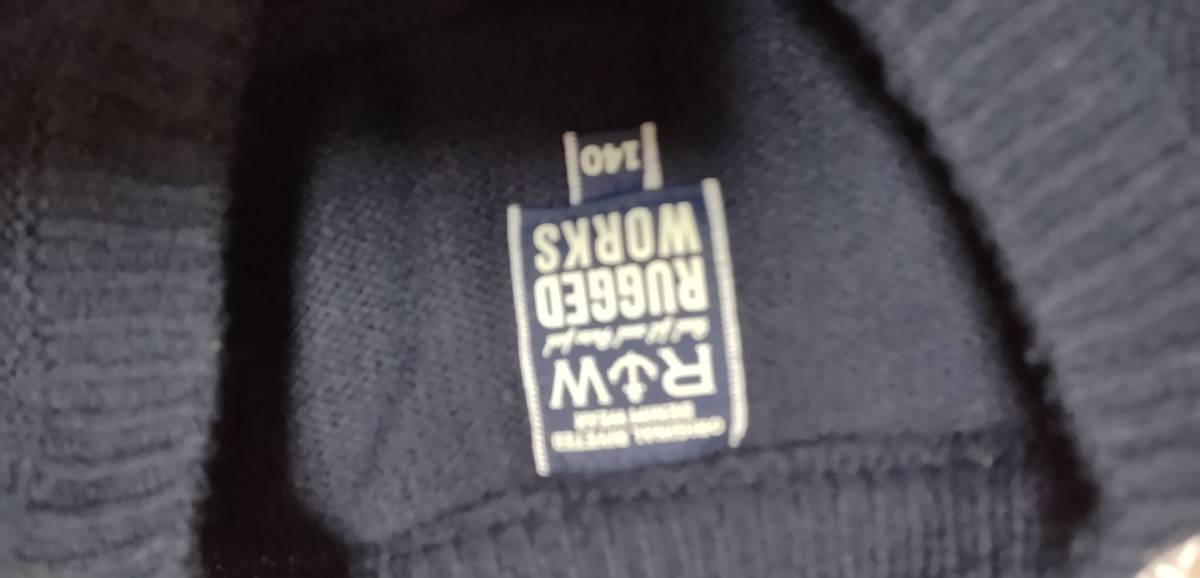 ORIGINAL RIVETED
DENIM WEAR
R W
RUGGED
WORKS
140